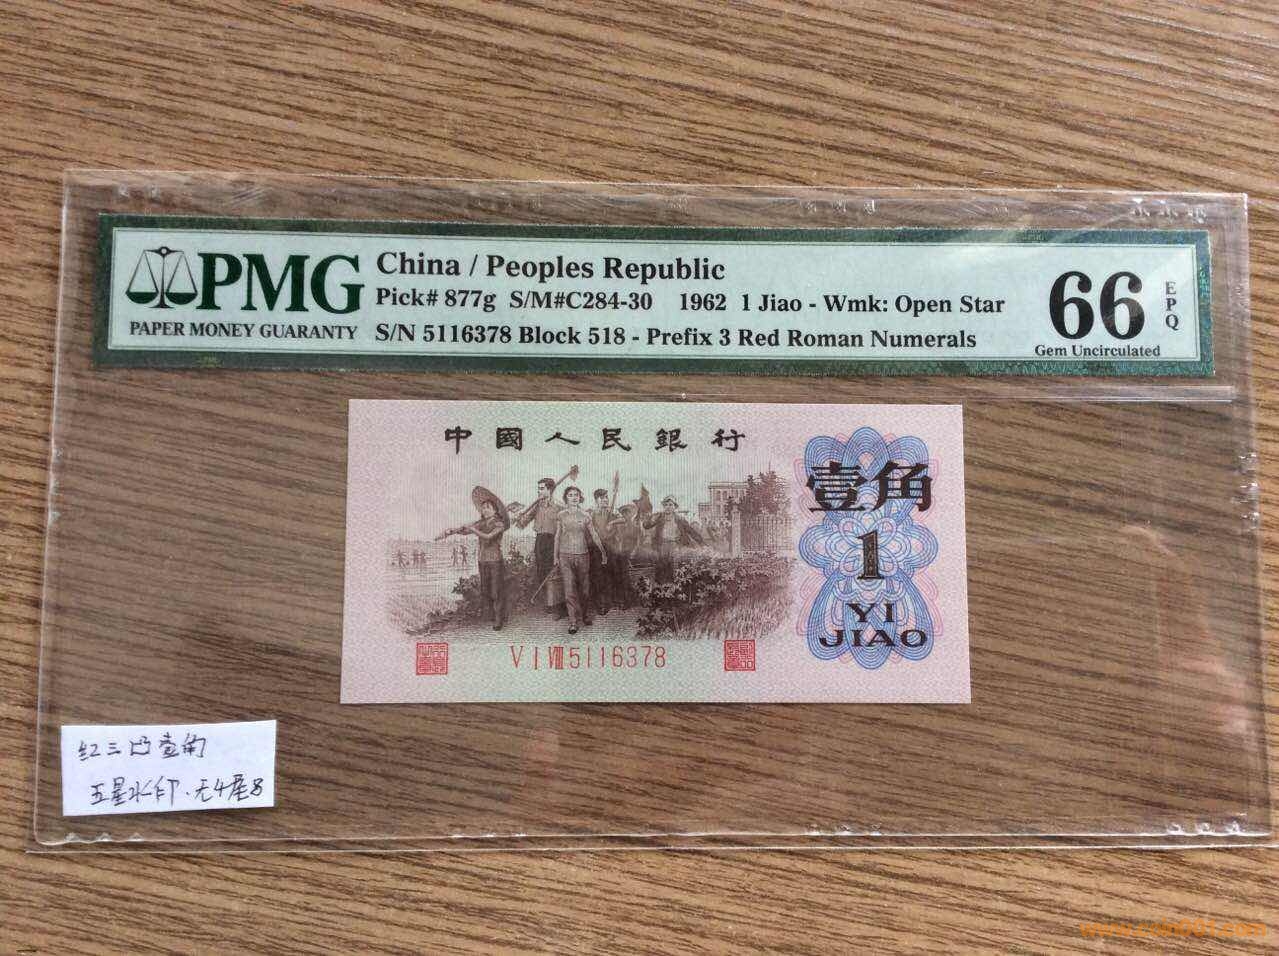 PMG
PAPER MONEY GUARANTY
China / Peoples Republic
Pick# 877g S/M#C284-30 1962 1 Jiao - Wmk: Open Star
S/N 5116378 Block 518 - Prefix 3 Red Roman Numerals
66
EPQ
Gem Uncirculated
中國人民銀行
壹角
1
YI
JIAO
V I VIII 5116378
红三凸壹角
五星水印.无4尾8